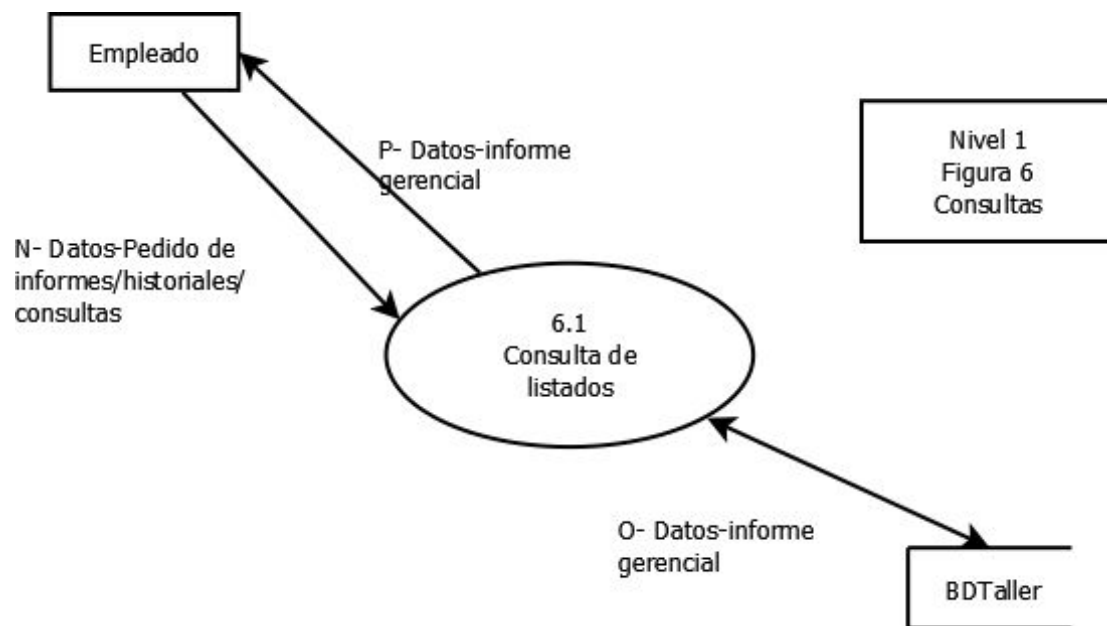 Empleado
P- Datos-informe
gerencial
Nivel 1
Figura 6
Consultas
N- Datos-Pedido de
informes/historiales/
consultas
6.1
Consulta de
listados
O- Datos-informe
gerencial
BDTaller